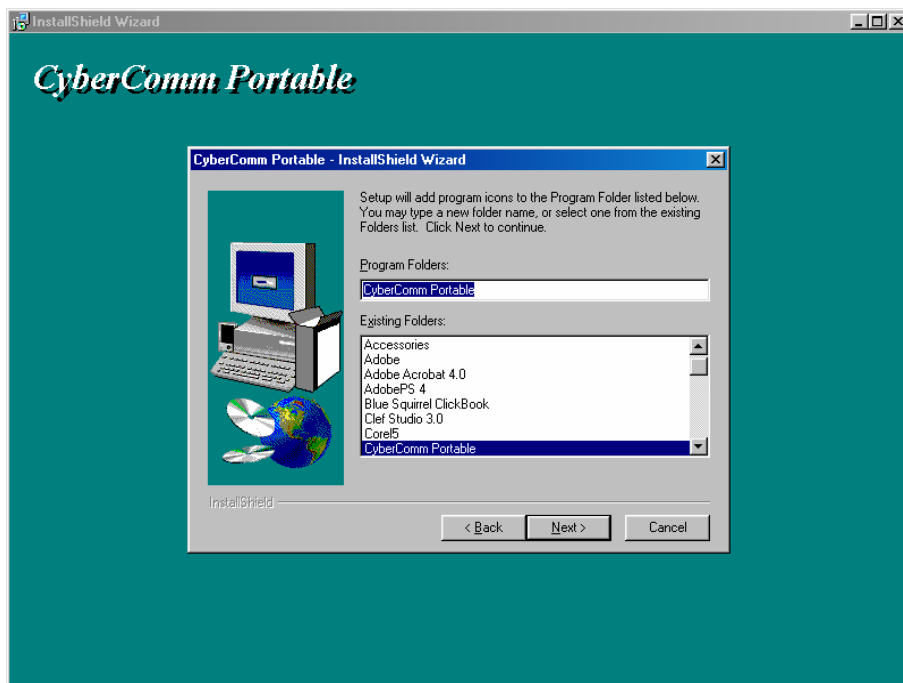 InstallShield Wizard
CyberComm Portable
CyberComm Portable - InstallShield Wizard
Setup will add program icons to the Program Folder listed below.
You may type a new folder name, or select one from the existing
Folders list. Click Next to continue.
Program Folders:
CyberComm Portable
Existing Folders:
Accessories
Adobe
Adobe Acrobat 4.0
AdobePS 4
Blue Squirrel ClickBook
Clef Studio 3.0
Corel5
CyberComm Portable
InstallShield
< Back
Next >
Cancel